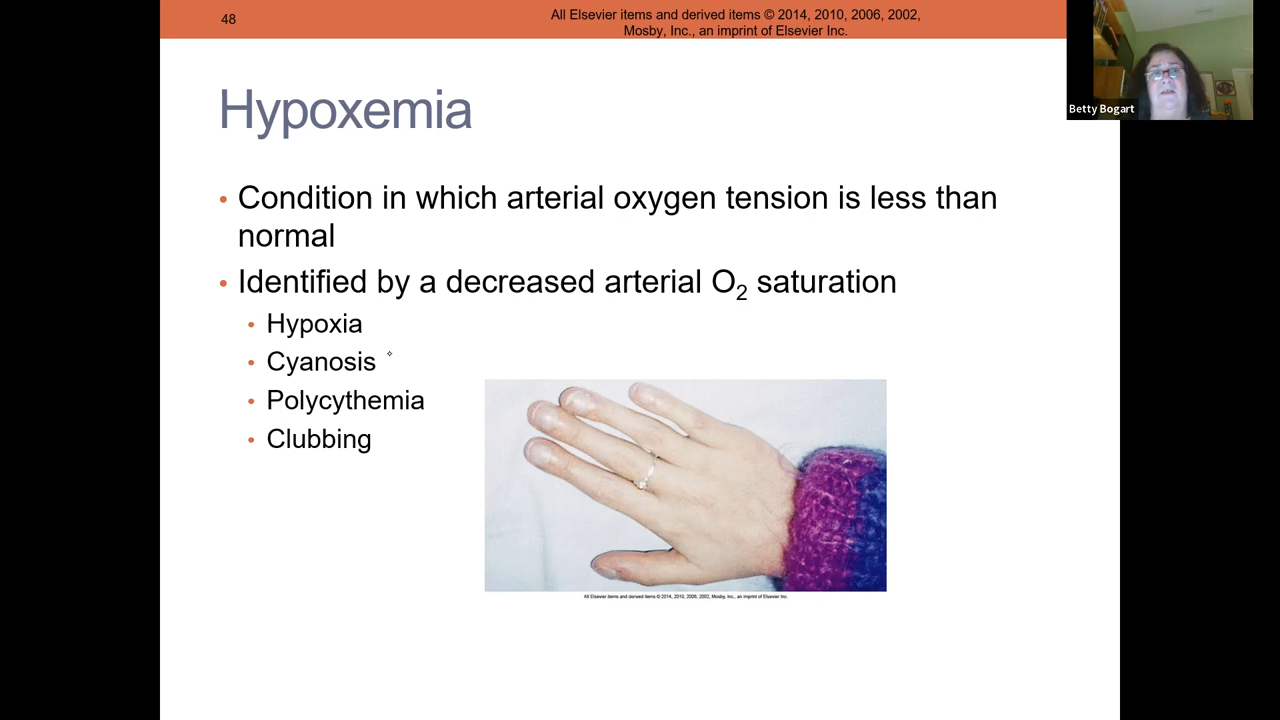 48
All Elsevier items and derived items © 2014, 2010, 2006, 2002,
Mosby, Inc., an imprint of Elsevier Inc.
Betty Bogart
Hypoxemia
• Condition in which arterial oxygen tension is less than
normal
• Identified by a decreased arterial O₂ saturation
• Hypoxia
• Cyanosis
• Polycythemia
• Clubbing
All Elsevier items and derived items © 2014, 2010, 2006, 2002, Mosby, Inc., an imprint of Elsevier Inc.